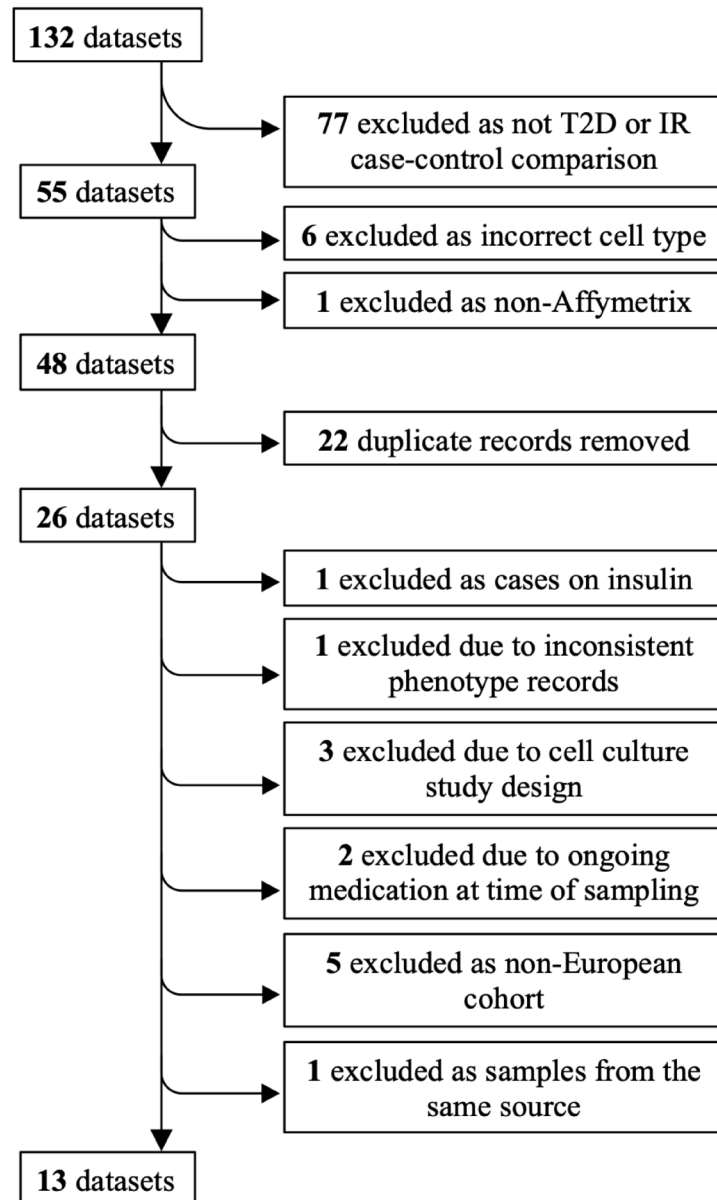 132 datasets
77 excluded as not T2D or IR
case-control comparison
55 datasets
6 excluded as incorrect cell type
1 excluded as non-Affymetrix
48 datasets
22 duplicate records removed
26 datasets
1 excluded as cases on insulin
1 excluded due to inconsistent
phenotype records
3 excluded due to cell culture
study design
2 excluded due to ongoing
medication at time of sampling
5 excluded as non-European
cohort
1 excluded as samples from the
same source
13 datasets